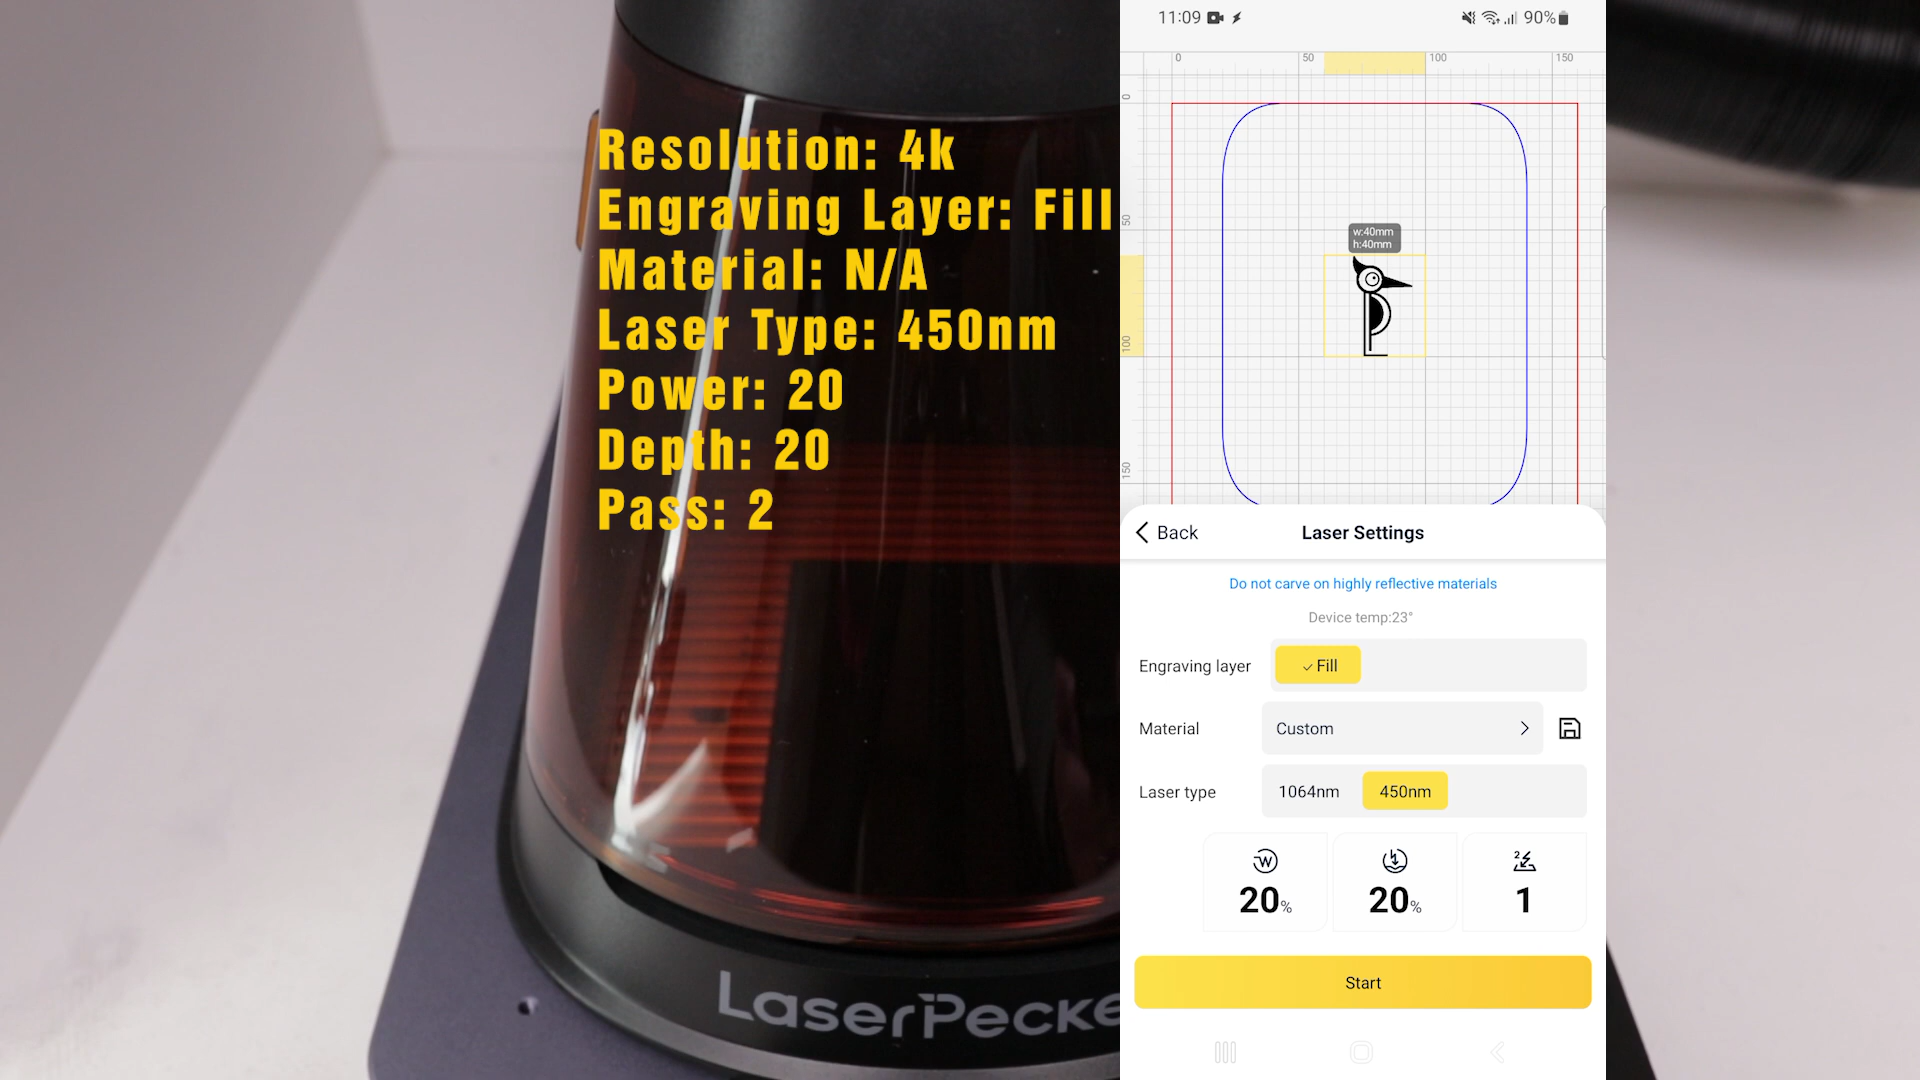 Resolution: 4k
Engraving Layer: Fill
Material: N/A
Laser Type: 450nm
Power: 20
Depth: 20
Pass: 2
LaserPecke
11:09
90%
0
50
100
150
0
50
100
150
w:40mm
h:40mm
Back
Laser Settings
Do not carve on highly reflective materials
Device temp:23°
Engraving layer
Fill
Material
Custom
Laser type
1064nm
450nm
W
20%
20%
2
1
Start